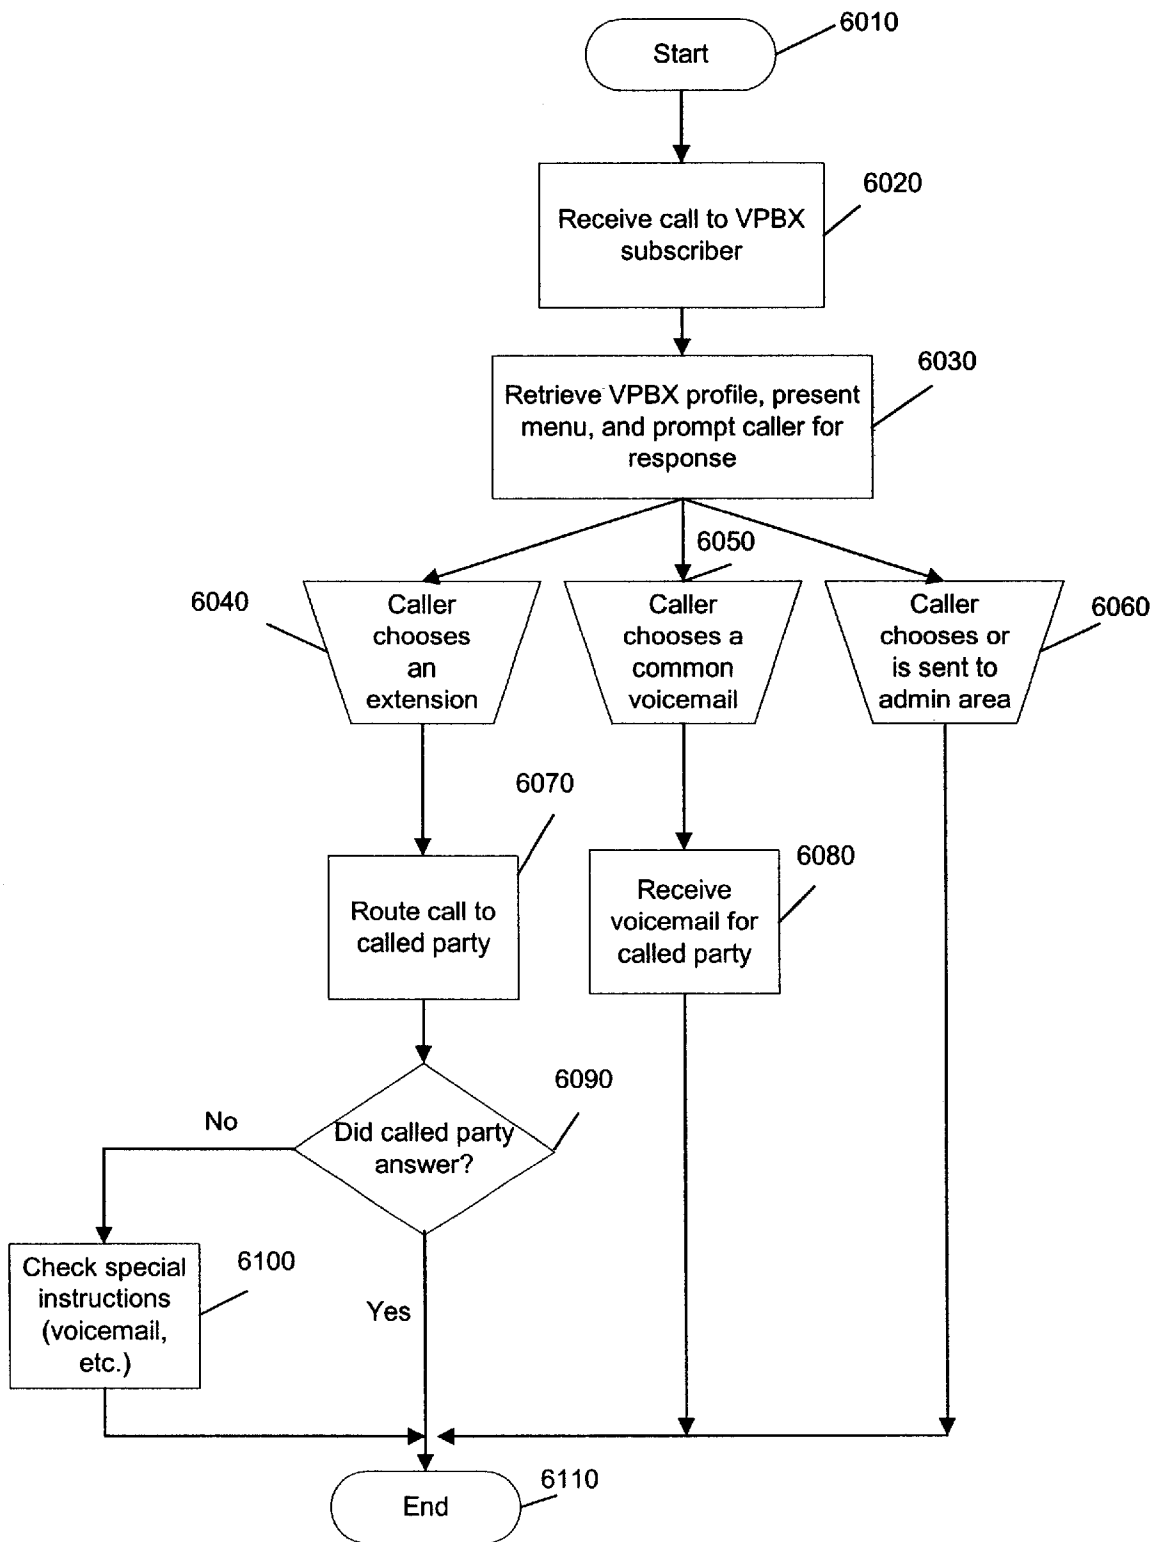 6010
Start
6020
Receive call to VPBX
subscriber
6030
Retrieve VPBX profile, present
menu, and prompt caller for
response
6050
6040
Caller
chooses
an
extension
Caller
chooses a
common
voicemail
Caller
chooses or
is sent to
admin area
6060
6070
Route call to
called party
6080
Receive
voicemail for
called party
6090
No
Did called party
answer?
6100
Check special
instructions
(voicemail,
etc.)
Yes
6110
End